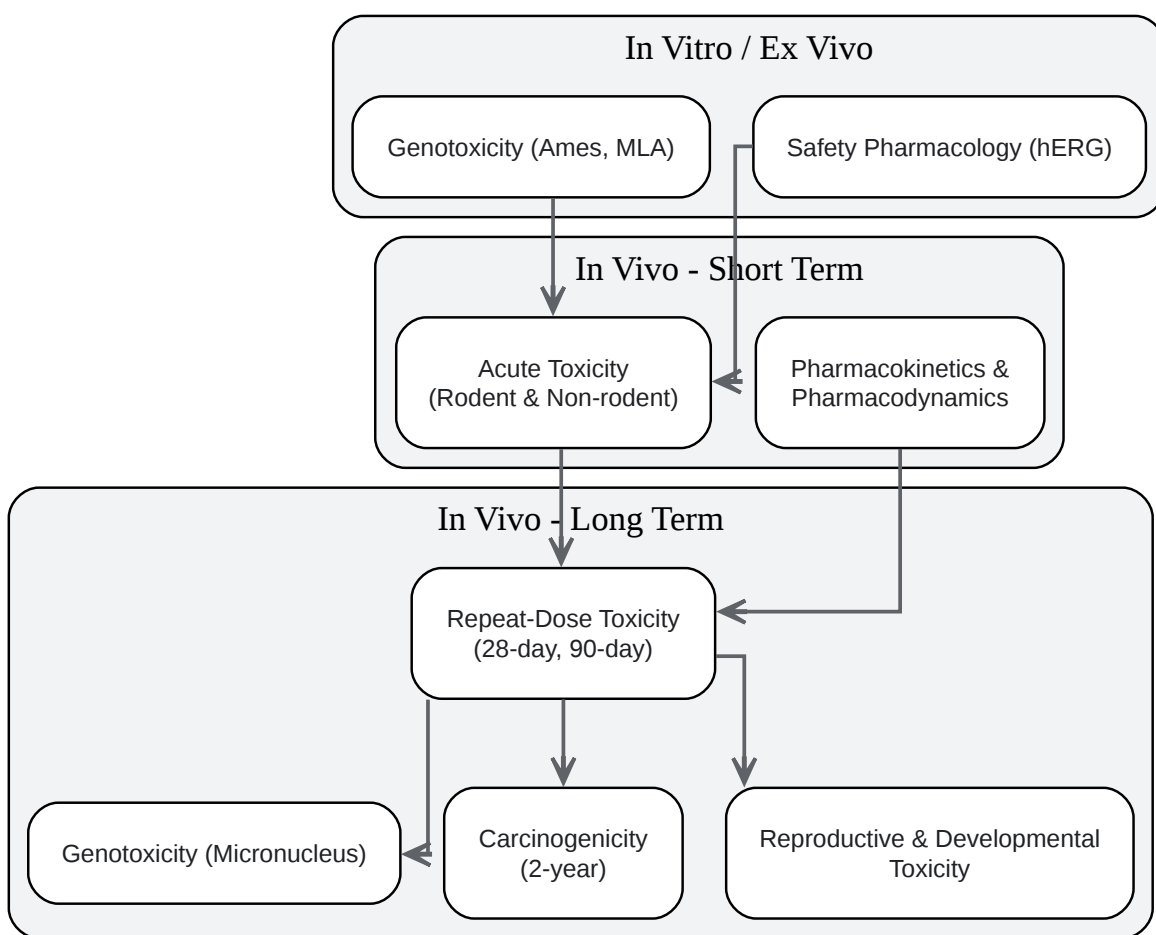 In Vitro / Ex Vivo
Genotoxicity (Ames, MLA)
Safety Pharmacology (hERG)
In Vivo - Short Term
Acute Toxicity
(Rodent & Non-rodent)
Pharmacokinetics &
Pharmacodynamics
In Vivo - Long Term
Repeat-Dose Toxicity
(28-day, 90-day)
Genotoxicity (Micronucleus)
Carcinogenicity
(2-year)
Reproductive & Developmental
Toxicity